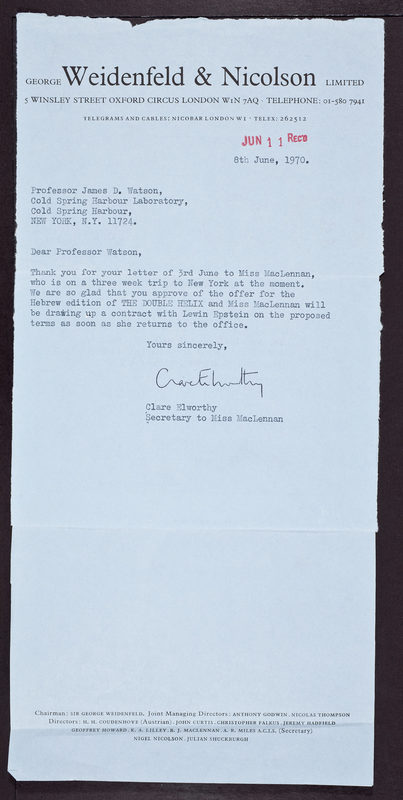 GEORGE Weidenfeld & Nicolson LIMITED
5 WINSLEY STREET OXFORD CIRCUS LONDON W1N 7AQ · TELEPHONE: 01-580 7941
TELEGRAMS AND CABLES: NICOBAR LONDON W1 · TELEX: 262512
JUN 11 REC'D
8th June, 1970.
Professor James D. Watson,
Cold Spring Harbour Laboratory,
Cold Spring Harbour,
NEW YORK, N.Y. 11724.
Dear Professor Watson,
Thank you for your letter of 3rd June to Miss MacLennan,
who is on a three week trip to New York at the moment.
We are so glad that you approve of the offer for the
Hebrew edition of THE DOUBLE HELIX and Miss MacLennan will
be drawing up a contract with Lewin Epstein on the proposed
terms as soon as she returns to the office.
Yours sincerely,
Clare Elworthy
Clare Elworthy
Secretary to Miss MacLennan
Chairman: SIR GEORGE WEIDENFELD. Joint Managing Directors: ANTHONY GODWIN. NICOLAS THOMPSON
Directors: H. H. COUDENHOVE (Austrian). JOHN CURTIS. CHRISTOPHER FALKUS. JEREMY HADFIELD
GEOFFREY HOWARD. K. A. LILLEY. B. J. MACLENNAN. A. R. MILES A.C.I.S. (Secretary)
NIGEL NICOLSON. JULIAN SHUCKBURGH